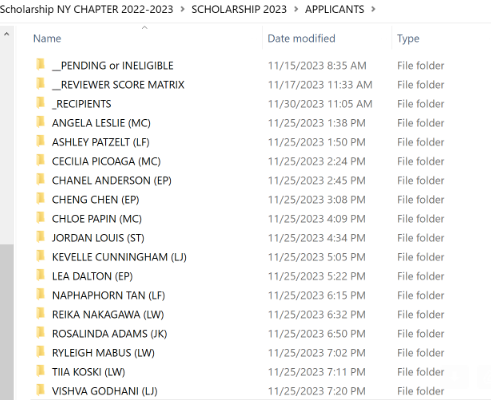 Scholarship NY CHAPTER 2022-2023 > SCHOLARSHIP 2023 > APPLICANTS >
Name Date modified Type
__PENDING or INELIGIBLE 11/15/2023 8:35 AM File folder
__REVIEWER SCORE MATRIX 11/17/2023 11:33 AM File folder
_RECIPIENTS 11/30/2023 11:05 AM File folder
ANGELA LESLIE (MC) 11/25/2023 1:38 PM File folder
ASHLEY PATZELT (LF) 11/25/2023 1:50 PM File folder
CECILIA PICOAGA (MC) 11/25/2023 2:24 PM File folder
CHANEL ANDERSON (EP) 11/25/2023 2:45 PM File folder
CHENG CHEN (EP) 11/25/2023 3:08 PM File folder
CHLOE PAPIN (MC) 11/25/2023 4:09 PM File folder
JORDAN LOUIS (ST) 11/25/2023 4:34 PM File folder
KEVELLE CUNNINGHAM (LJ) 11/25/2023 5:05 PM File folder
LEA DALTON (EP) 11/25/2023 5:22 PM File folder
NAPHAPHORN TAN (LF) 11/25/2023 6:15 PM File folder
REIKA NAKAGAWA (LW) 11/25/2023 6:32 PM File folder
ROSALINDA ADAMS (JK) 11/25/2023 6:50 PM File folder
RYLEIGH MABUS (LW) 11/25/2023 7:02 PM File folder
TIIA KOSKI (LW) 11/25/2023 7:11 PM File folder
VISHVA GODHANI (LJ) 11/25/2023 7:20 PM File folder